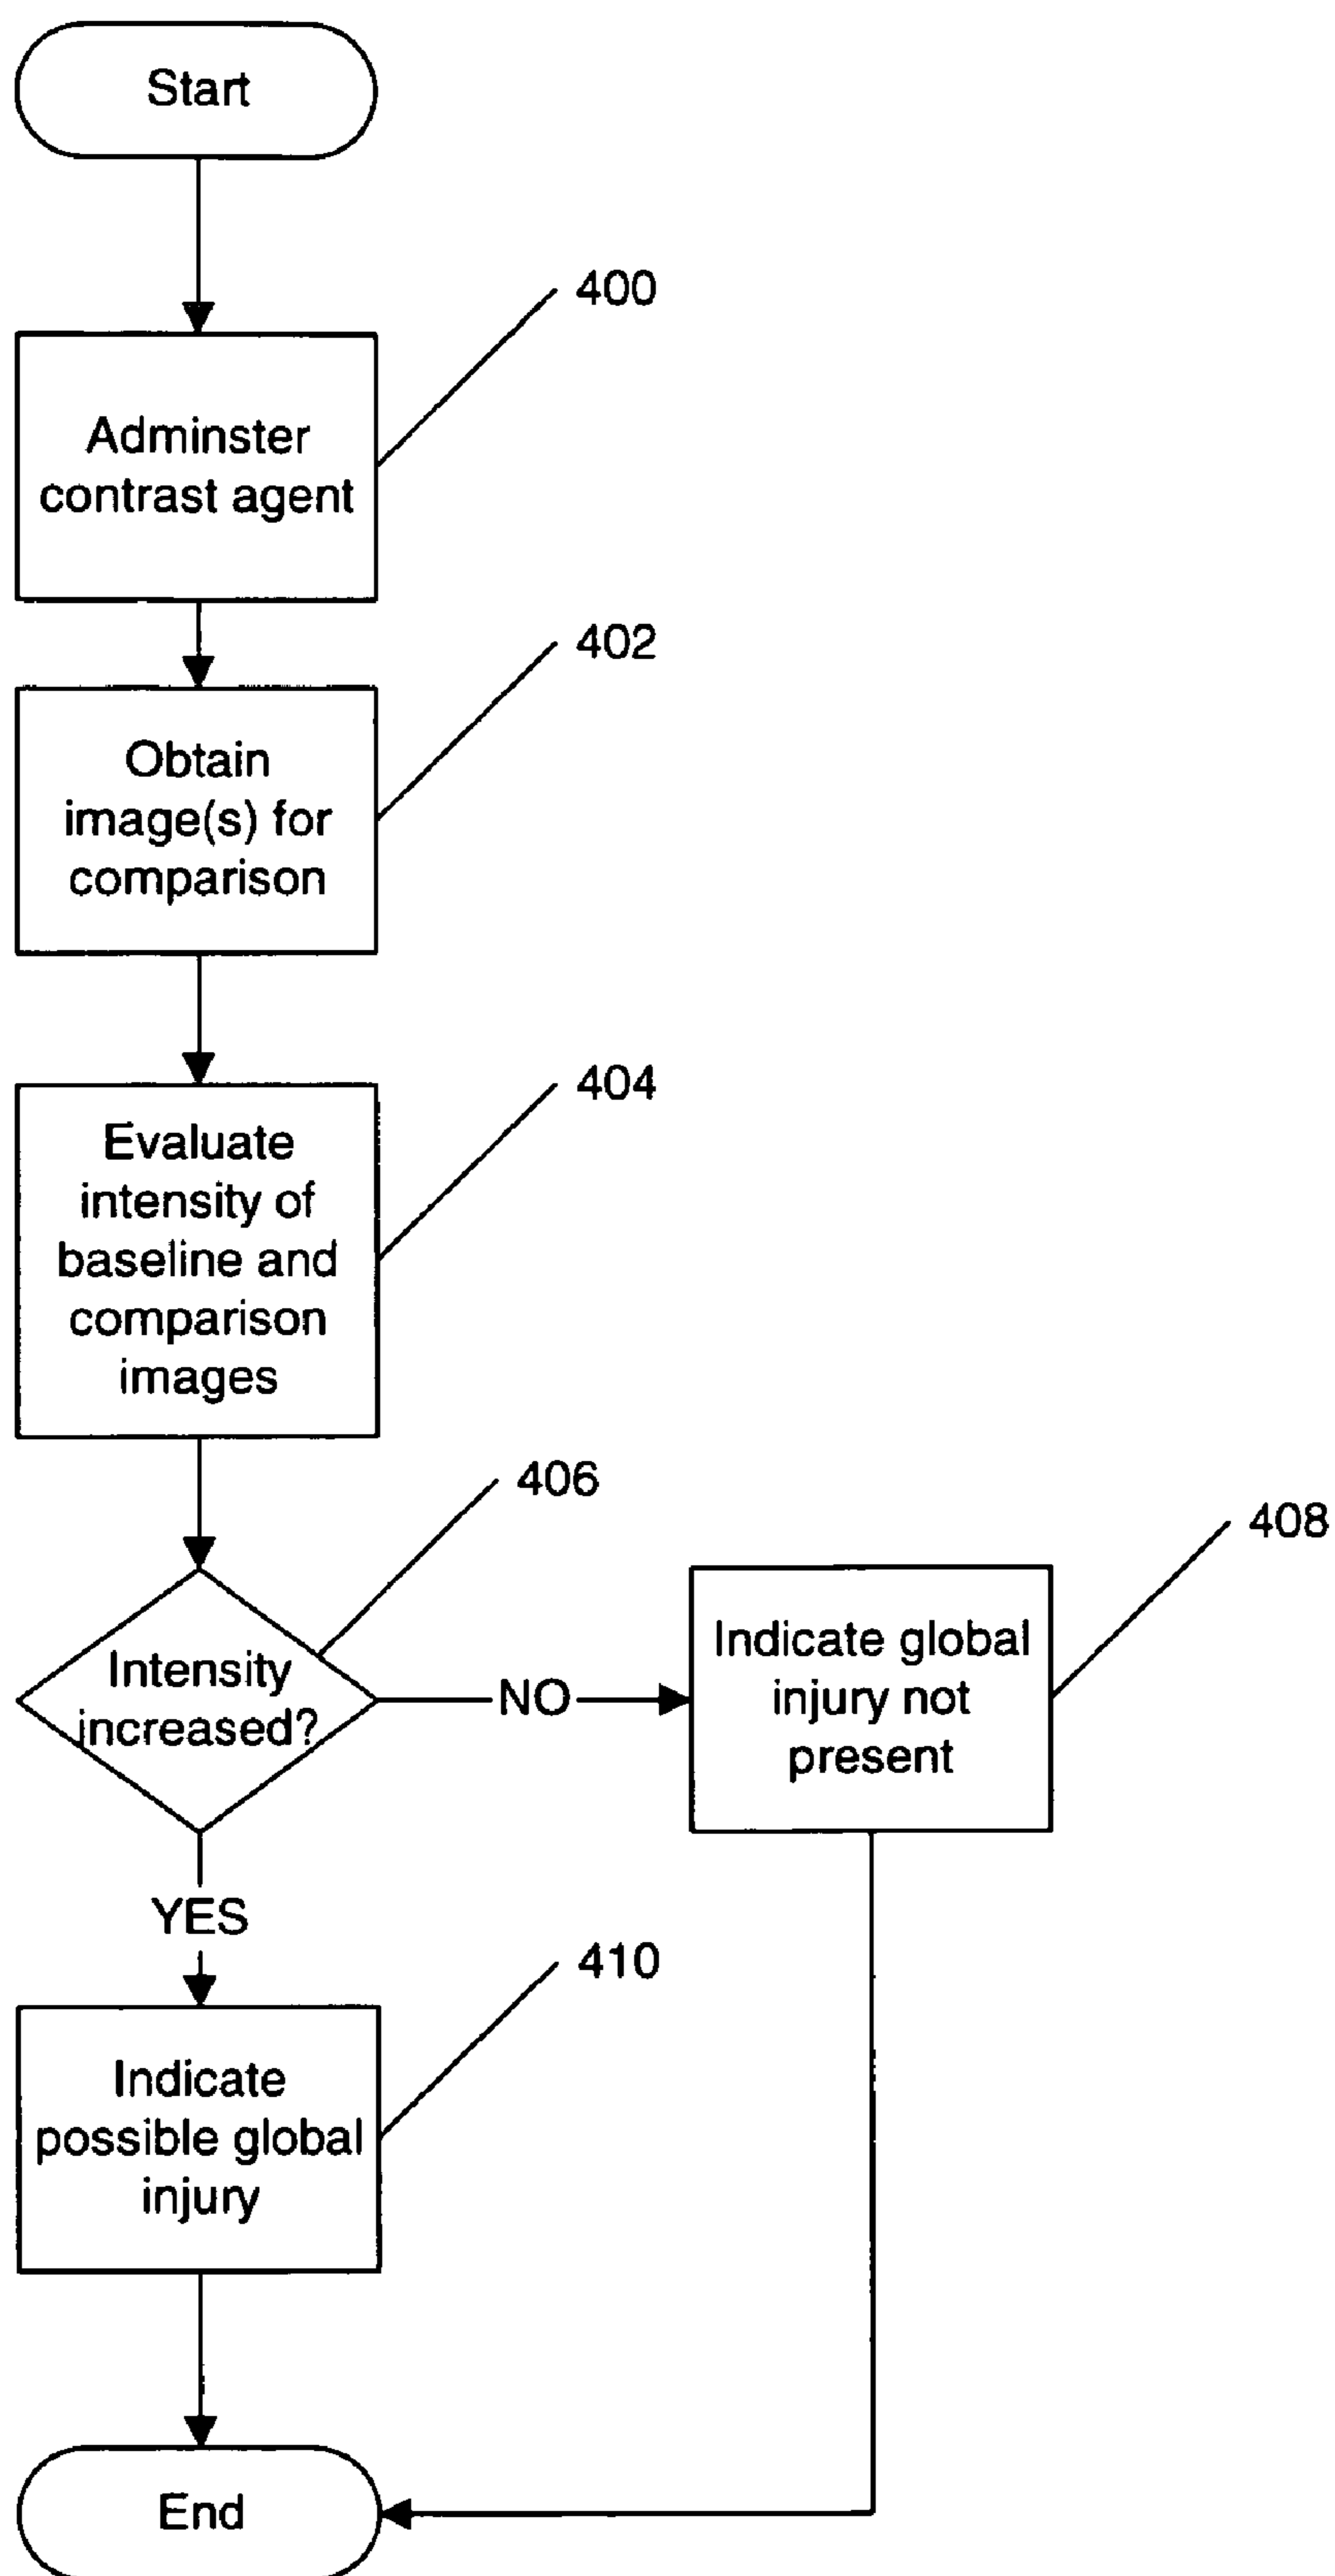 Start
400
Adminster
contrast agent
402
Obtain
image(s) for
comparison
404
Evaluate
intensity of
baseline and
comparison
images
406
Intensity
increased?
NO
408
Indicate global
injury not
present
YES
410
Indicate
possible global
injury
End